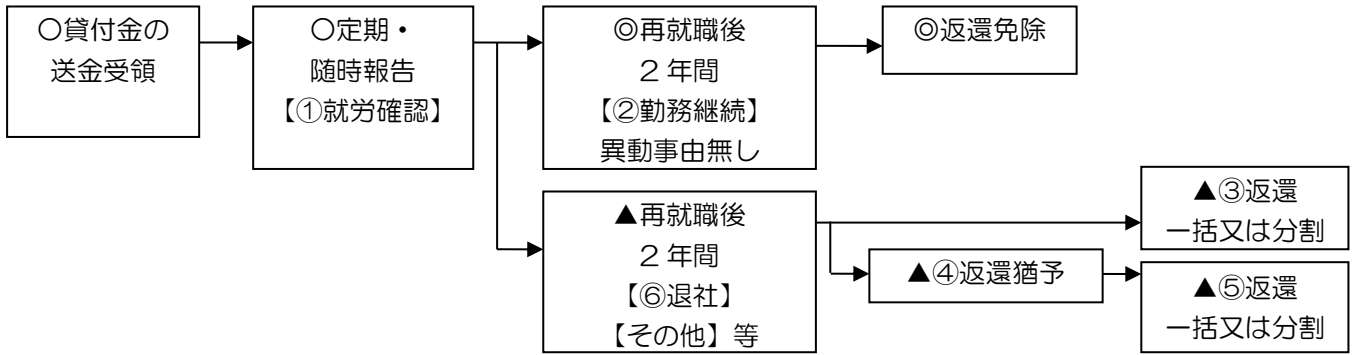 〇貸付金の
送金受領
〇定期・
随時報告
【①就労確認】
◎再就職後
２年間
【②勤務継続】
異動事由無し
◎返還免除
▲再就職後
２年間
【⑥退社】
【その他】等
▲③返還
一括又は分割
▲④返還猶予
▲⑤返還
一括又は分割